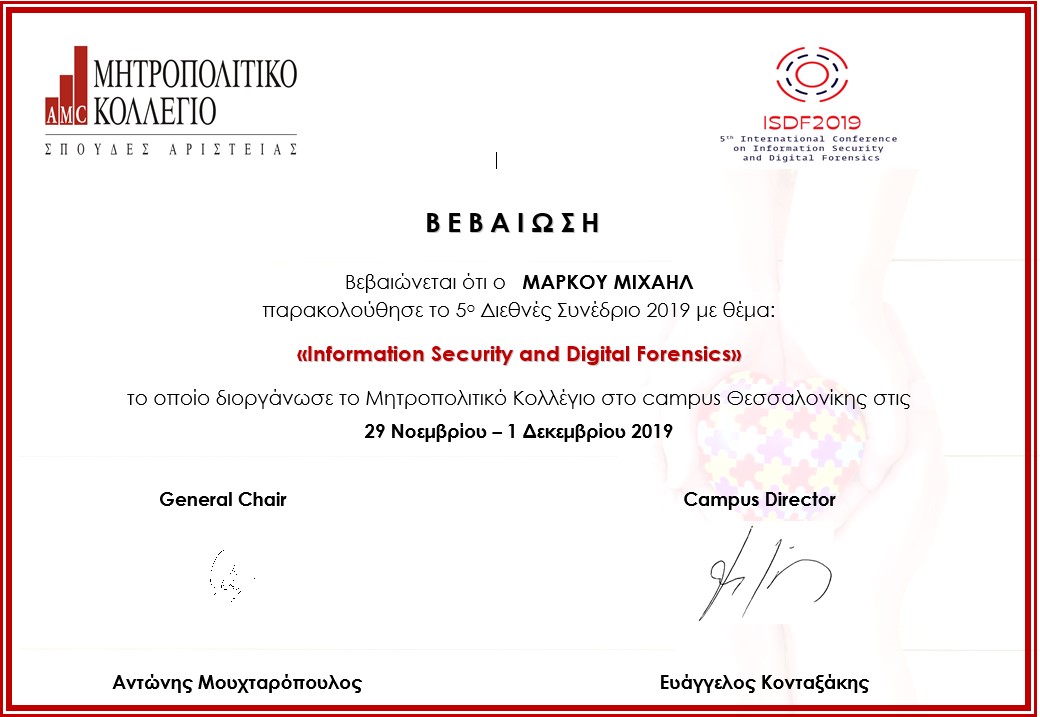 ΜΗΤΡΟΠΟΛΙΤΙΚΟ
AMC ΚΟΛΛΕΓΙΟ
ΣΠΟΥΔΕΣ ΑΡΙΣΤΕΙΑΣ
ISDF2019
5th International Conference
on Information Security
and Digital Forensics
ΒΕΒΑΙΩΣΗ
Βεβαιώνεται ότι ο ΜΑΡΚΟΥ ΜΙΧΑΗΛ
παρακολούθησε το 5ο Διεθνές Συνέδριο 2019 με θέμα:
«Information Security and Digital Forensics»
το οποίο διοργάνωσε το Μητροπολιτικό Κολλέγιο στο campus Θεσσαλονίκης στις
29 Νοεμβρίου – 1 Δεκεμβρίου 2019
General Chair Campus Director
Αντώνης Μουχταρόπουλος Ευάγγελος Κονταξάκης